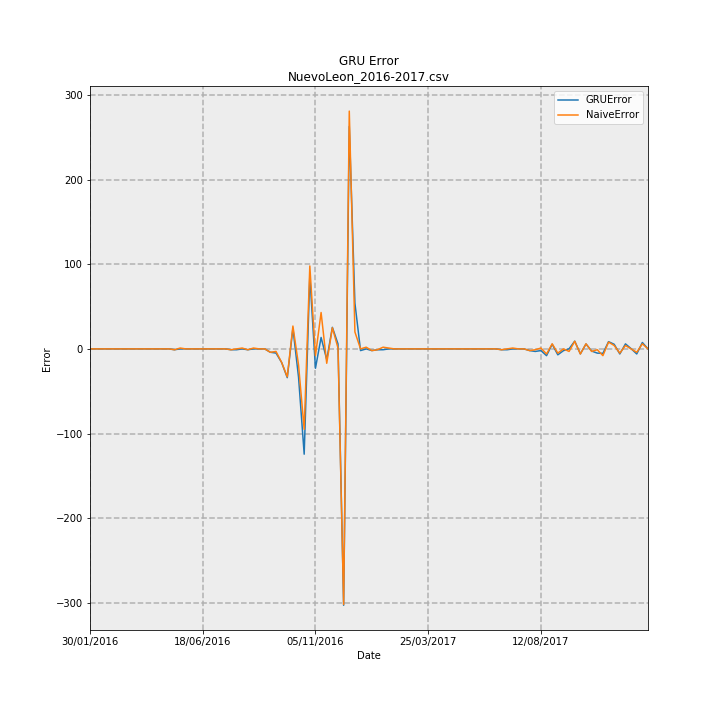 GRU Error
NuevoLeon_2016-2017.csv
GRUError
NaiveError
300
200
100
0
−100
−200
−300
Error
30/01/2016
18/06/2016
05/11/2016
25/03/2017
12/08/2017
Date